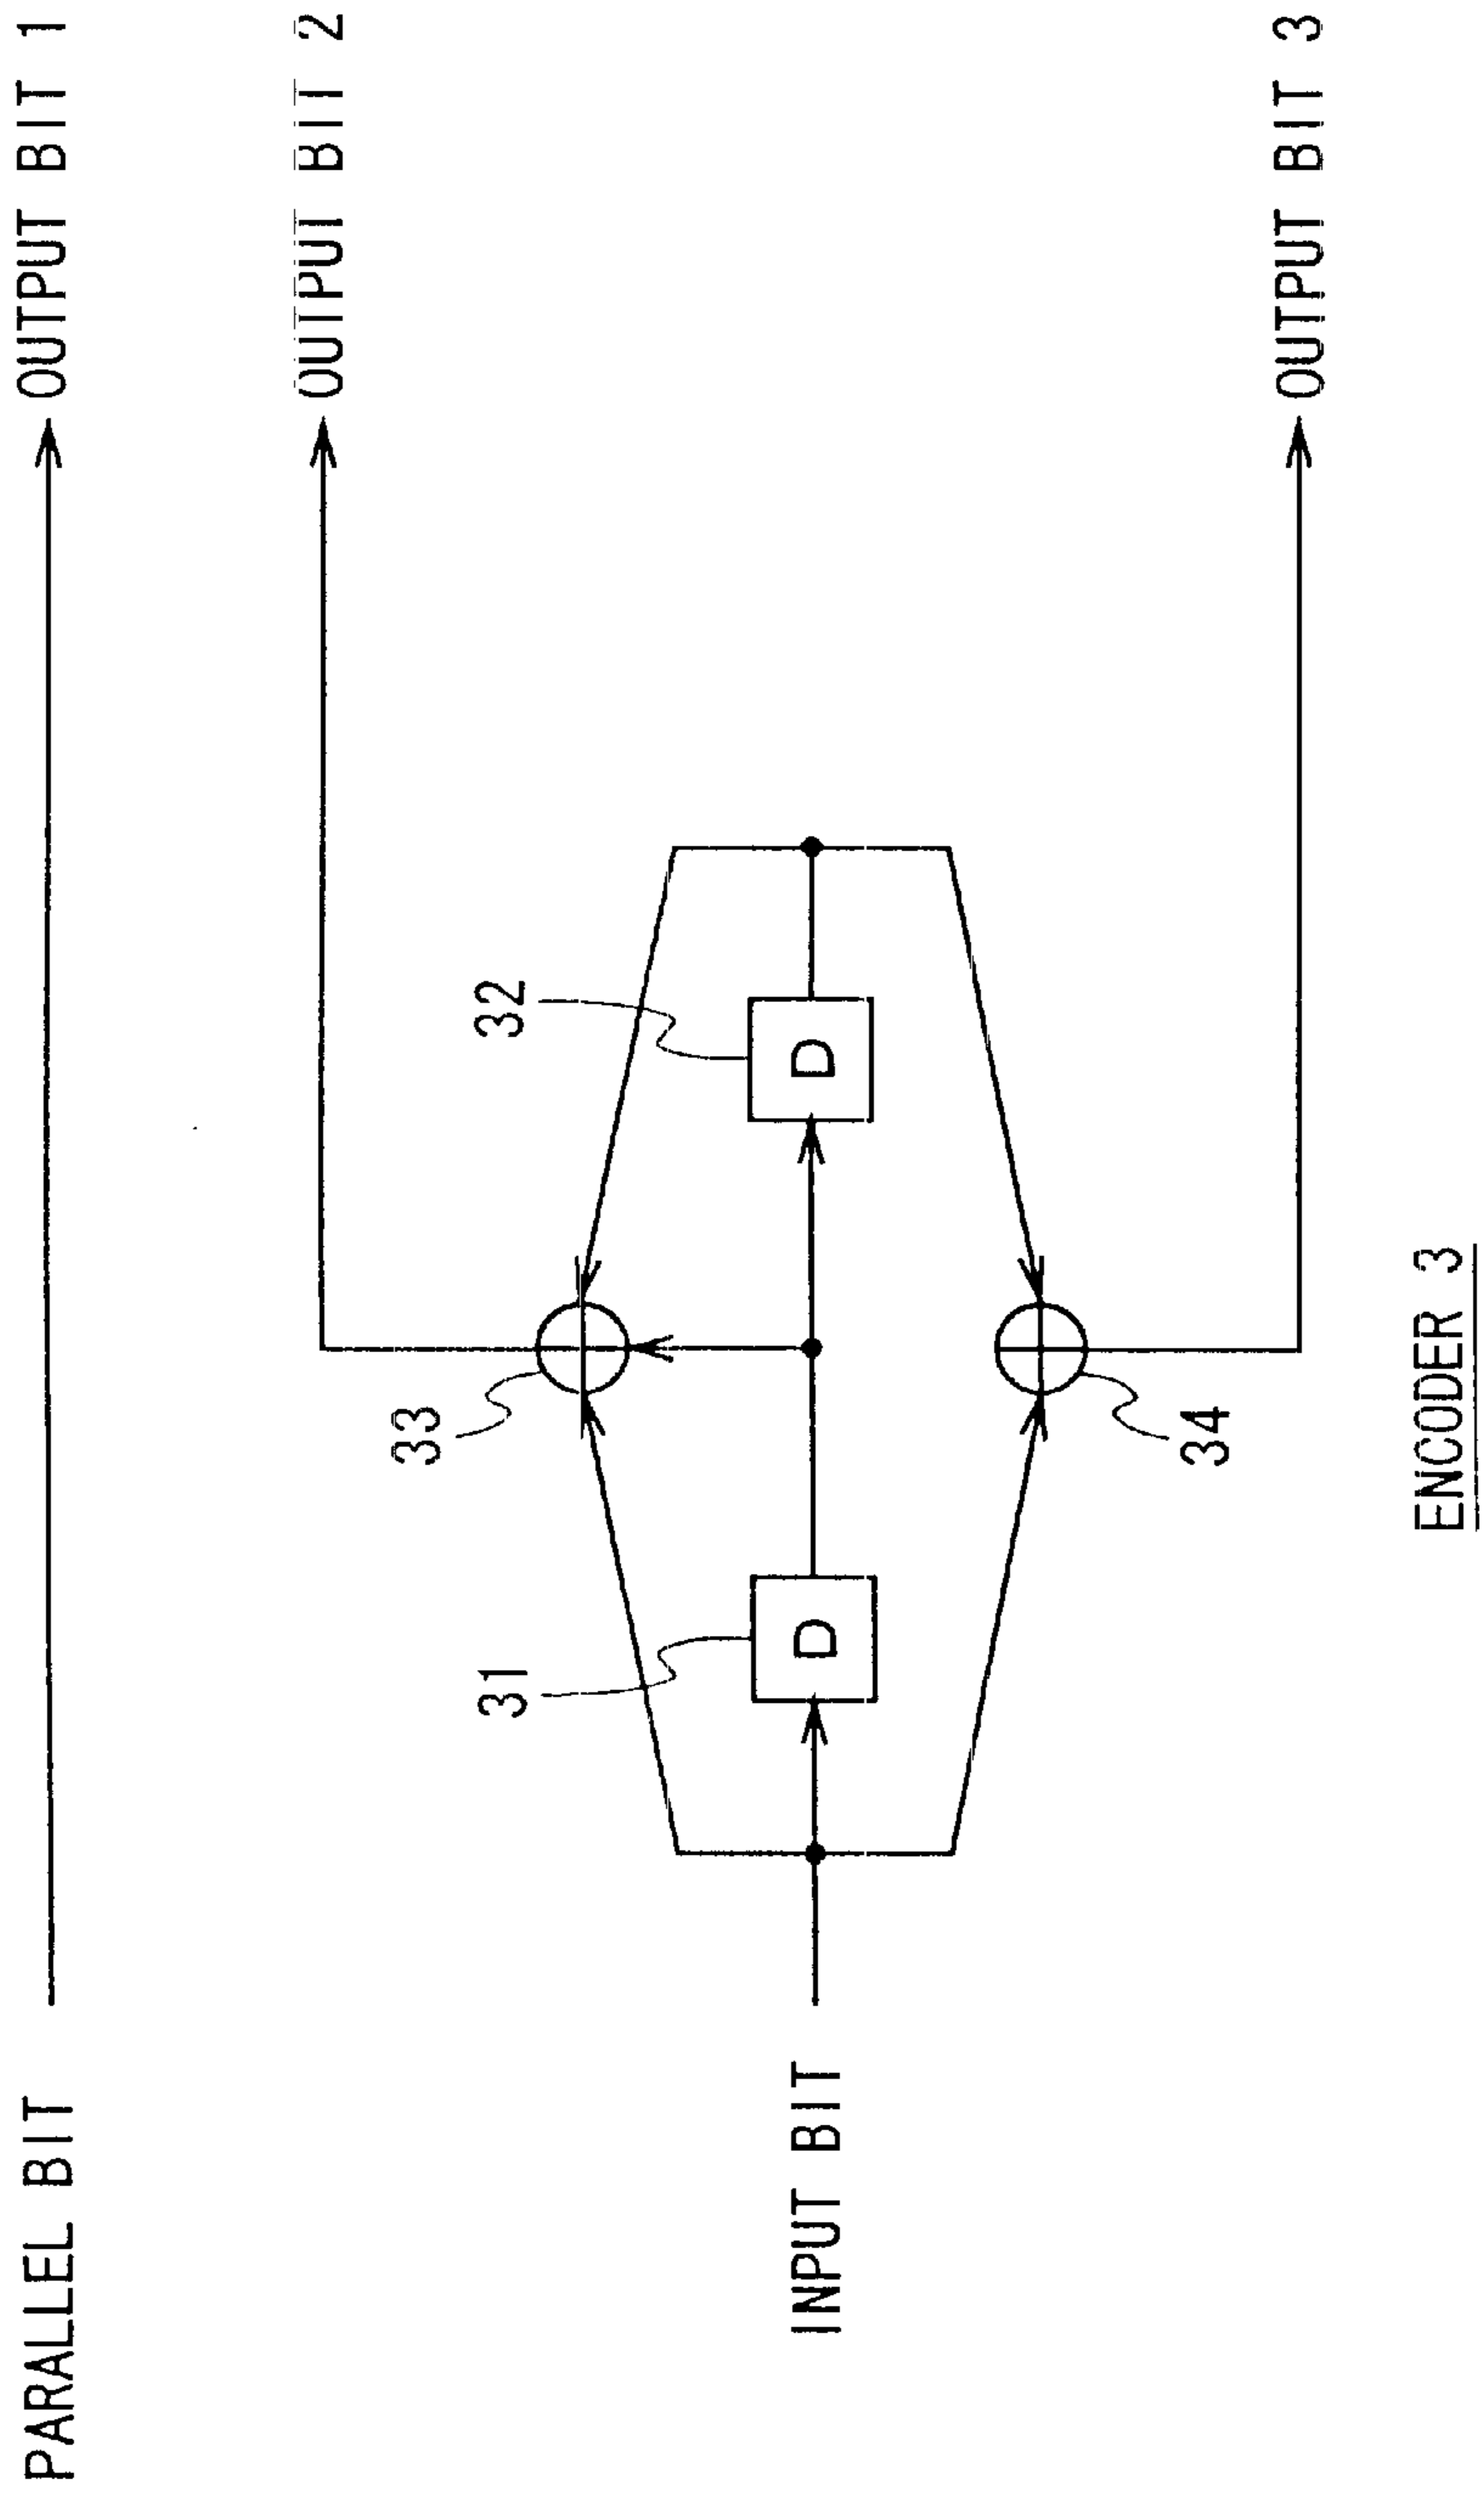 PARALLEL BIT
OUTPUT BIT 1
OUTPUT BIT 2
33
31
32
D
D
INPUT BIT
34
OUTPUT BIT 3
ENCODER 3